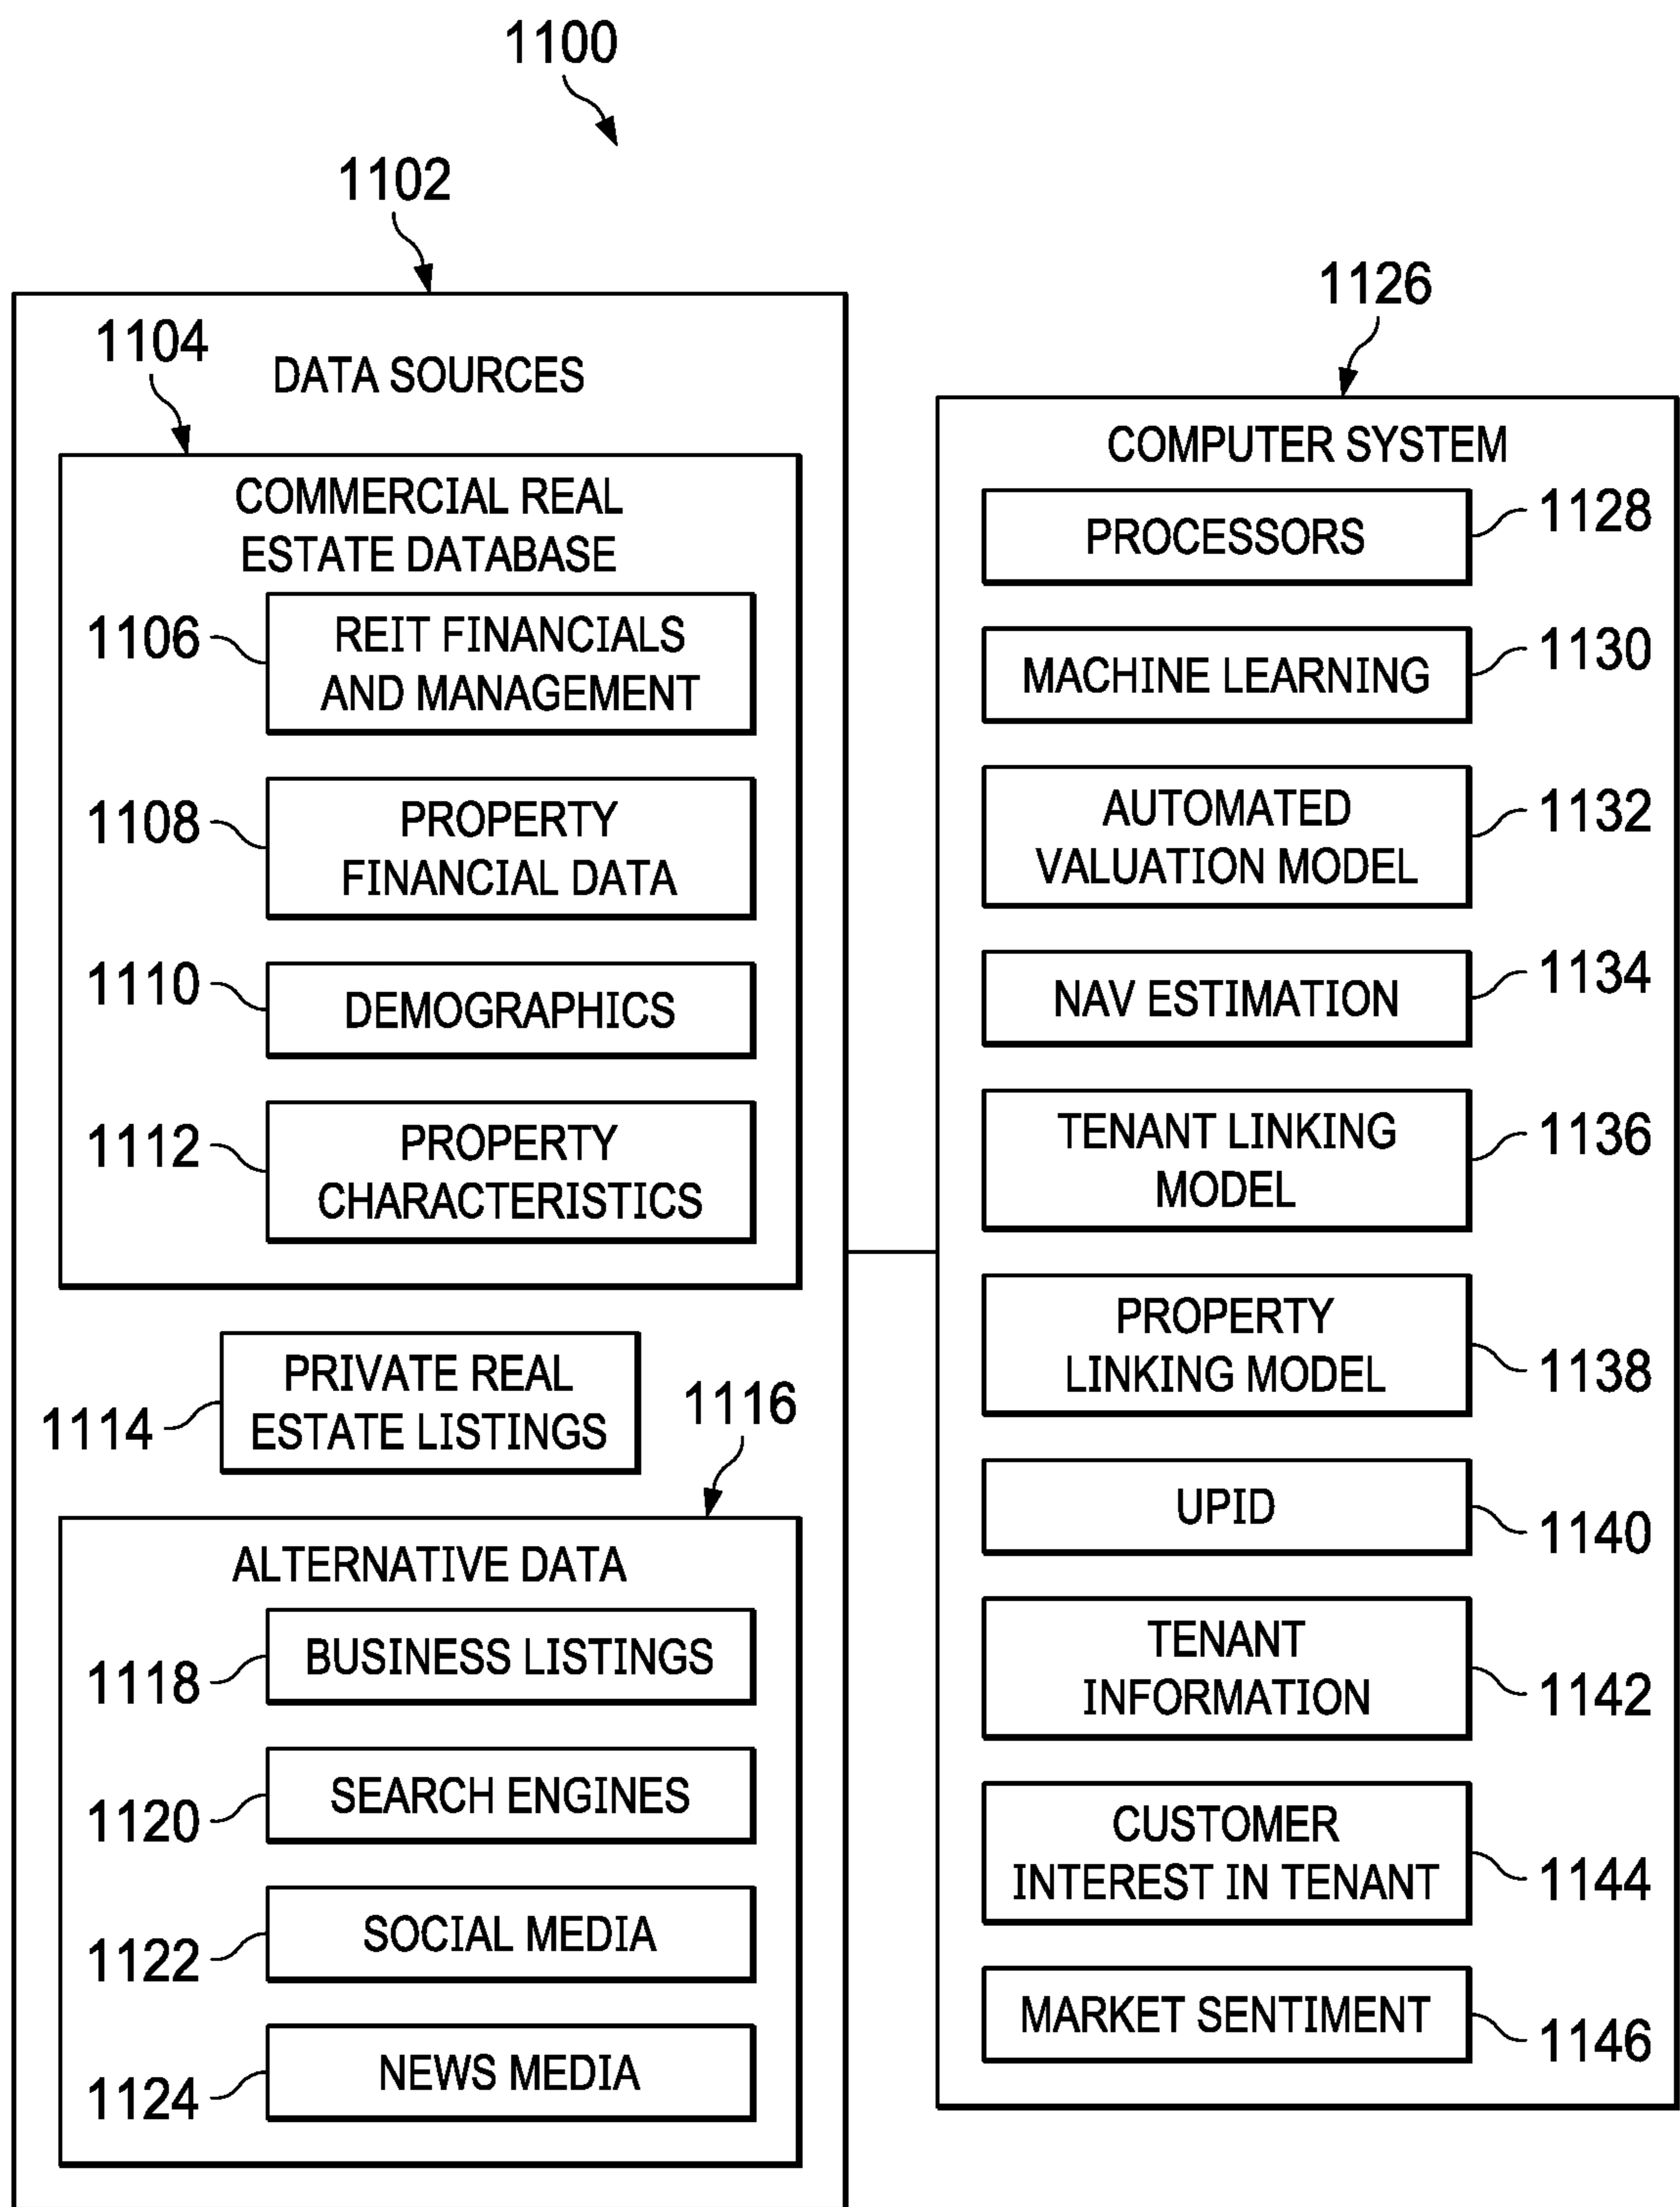 1100
1102
1104
DATA SOURCES
COMMERCIAL REAL
ESTATE DATABASE
1106
REIT FINANCIALS
AND MANAGEMENT
1108
PROPERTY
FINANCIAL DATA
1110
DEMOGRAPHICS
1112
PROPERTY
CHARACTERISTICS
PRIVATE REAL
ESTATE LISTINGS
1114
1116
ALTERNATIVE DATA
BUSINESS LISTINGS
1118
SEARCH ENGINES
1120
SOCIAL MEDIA
1122
NEWS MEDIA
1124
1126
COMPUTER SYSTEM
PROCESSORS
1128
MACHINE LEARNING
1130
AUTOMATED
VALUATION MODEL
1132
NAV ESTIMATION
1134
TENANT LINKING
MODEL
1136
PROPERTY
LINKING MODEL
1138
UPID
1140
TENANT
INFORMATION
1142
CUSTOMER
INTEREST IN TENANT
1144
MARKET SENTIMENT
1146